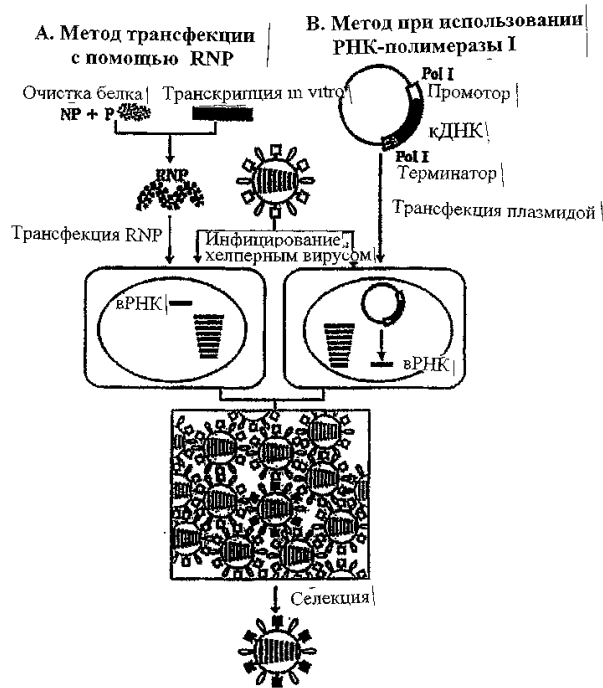 А. Метод трансфекции
с помощью RNP
В. Метод при использовании
РНК-полимеразы I
Очистка белка
NP + P
Транскрипция in vitro
RNP
Трансфекция RNP
Pol I
Промотор
кДНК
Pol I
Терминатор
Трансфекция плазмидой
Инфицирование
хелперным вирусом
вРНК
вРНК
Селекция